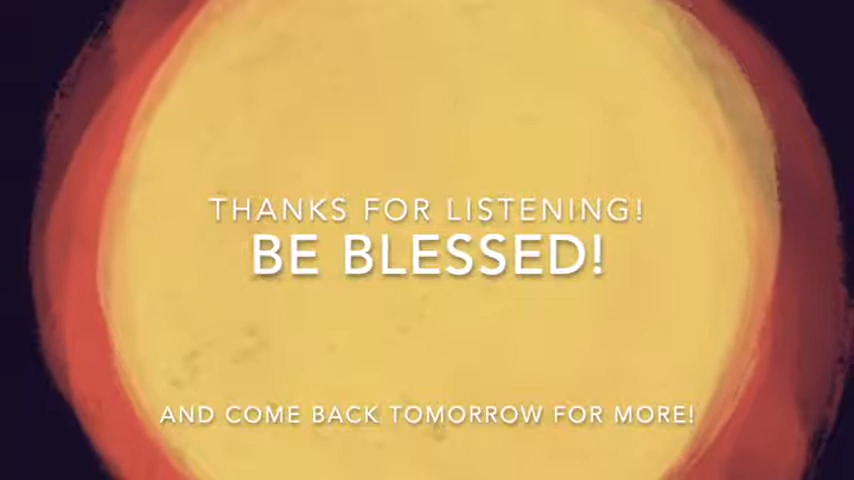 THANKS FOR LISTENING!
BE BLESSED!
AND COME BACK TOMORROW FOR MORE!